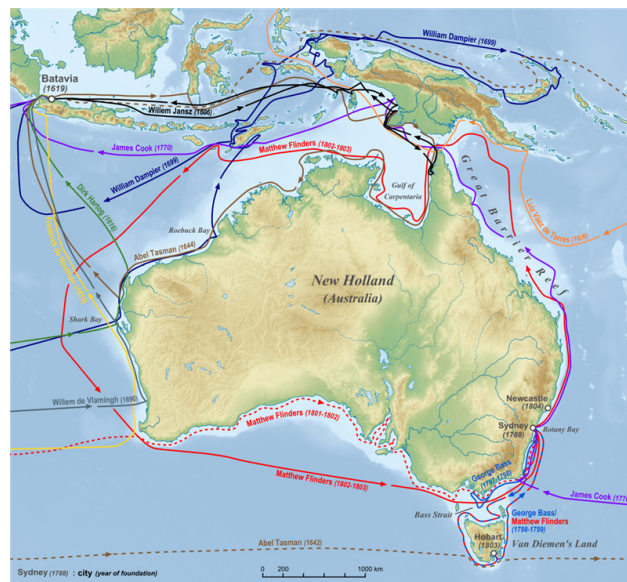 William Dampier (1699)
Batavia
(1619)
Willem Jansz (1606)
James Cook (1770)
Matthew Flinders (1802-1803)
William Dampier (1699)
Dirk Hartog (1616)
Gulf of
Carpentaria
Great Barrier Reef
Luis Váez de Torres (1606)
Roebuck Bay
Abel Tasman (1644)
New Holland
(Australia)
Shark Bay
Willem de Vlamingh (1696)
Newcastle
(1804)
Matthew Flinders (1801-1802)
Sydney
(1788)
Botany Bay
George Bass
(1797-1798)
Matthew Flinders (1802-1803)
James Cook (1770
Bass Strait
George Bass/
Matthew Flinders
(1798-1799)
Hobart
(1803)
Van Diemen's Land
Abel Tasman (1642)
Sydney (1788) : city (year of foundation)
0 200 400 1000 km